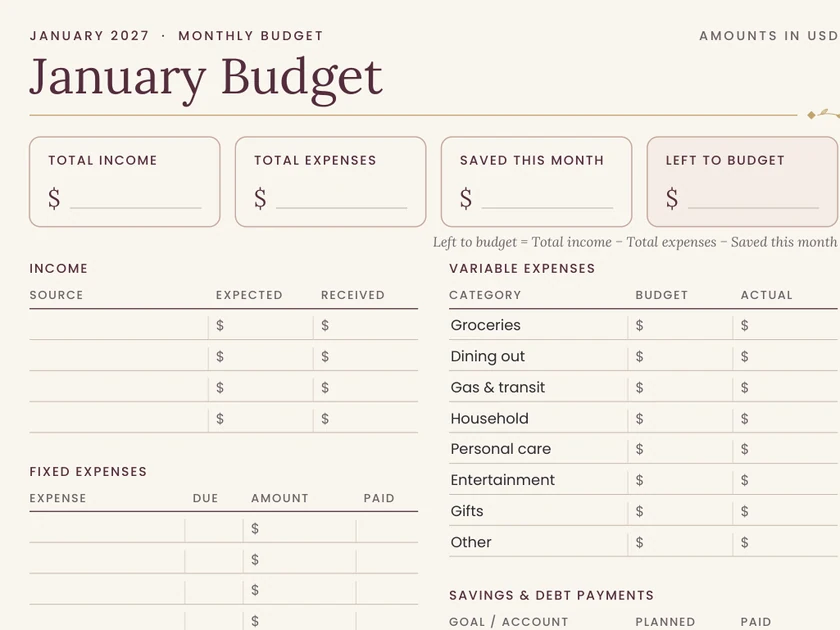 JANUARY 2027 · MONTHLY BUDGET
AMOUNTS IN USD
January Budget
TOTAL INCOME
$
TOTAL EXPENSES
$
SAVED THIS MONTH
$
LEFT TO BUDGET
$
Left to budget = Total income − Total expenses − Saved this month
INCOME
SOURCE EXPECTED RECEIVED
$ $
$ $
$ $
$ $
FIXED EXPENSES
EXPENSE DUE AMOUNT PAID
$
$
$
$
VARIABLE EXPENSES
CATEGORY BUDGET ACTUAL
Groceries $ $
Dining out $ $
Gas & transit $ $
Household $ $
Personal care $ $
Entertainment $ $
Gifts $ $
Other $ $
SAVINGS & DEBT PAYMENTS
GOAL / ACCOUNT PLANNED PAID